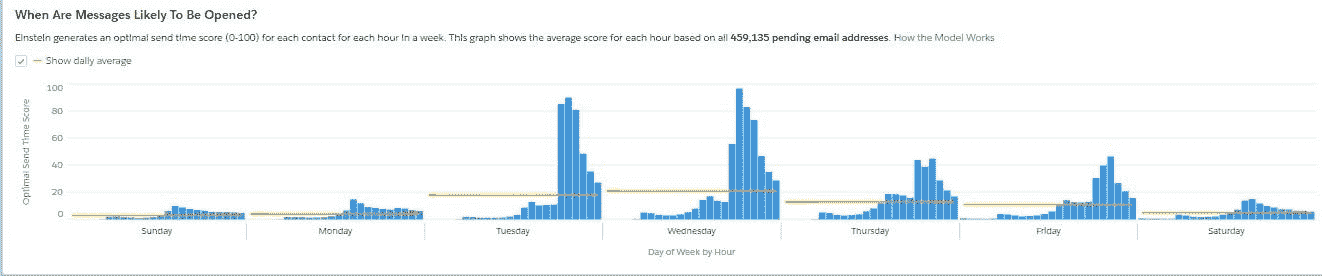 When Are Messages Likely To Be Opened?
Einstein generates an optimal send time score (0-100) for each contact for each hour in a week. This graph shows the average score for each hour based on all 459,135 pending email addresses. How the Model Works
Show daily average
100
80
60
40
20
0
Optimal Send Time Score
Sunday Monday Tuesday Wednesday Thursday Friday Saturday
Day of Week by Hour